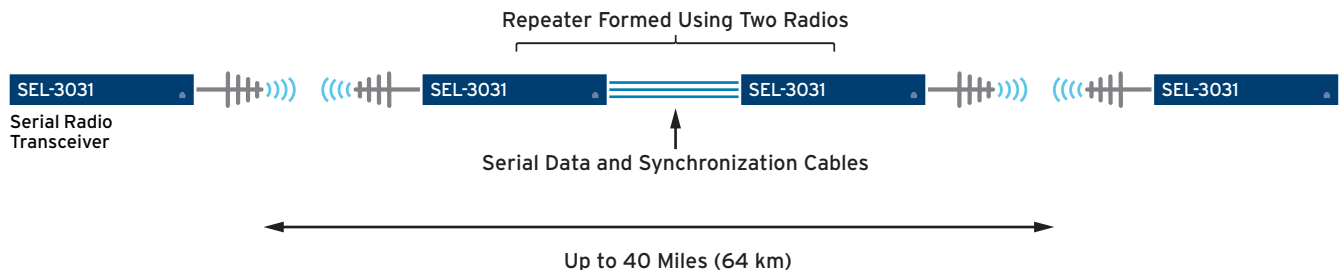 Repeater Formed Using Two Radios
SEL-3031
SEL-3031
SEL-3031
SEL-3031
Serial Radio
Transceiver
Serial Data and Synchronization Cables
Up to 40 Miles (64 km)